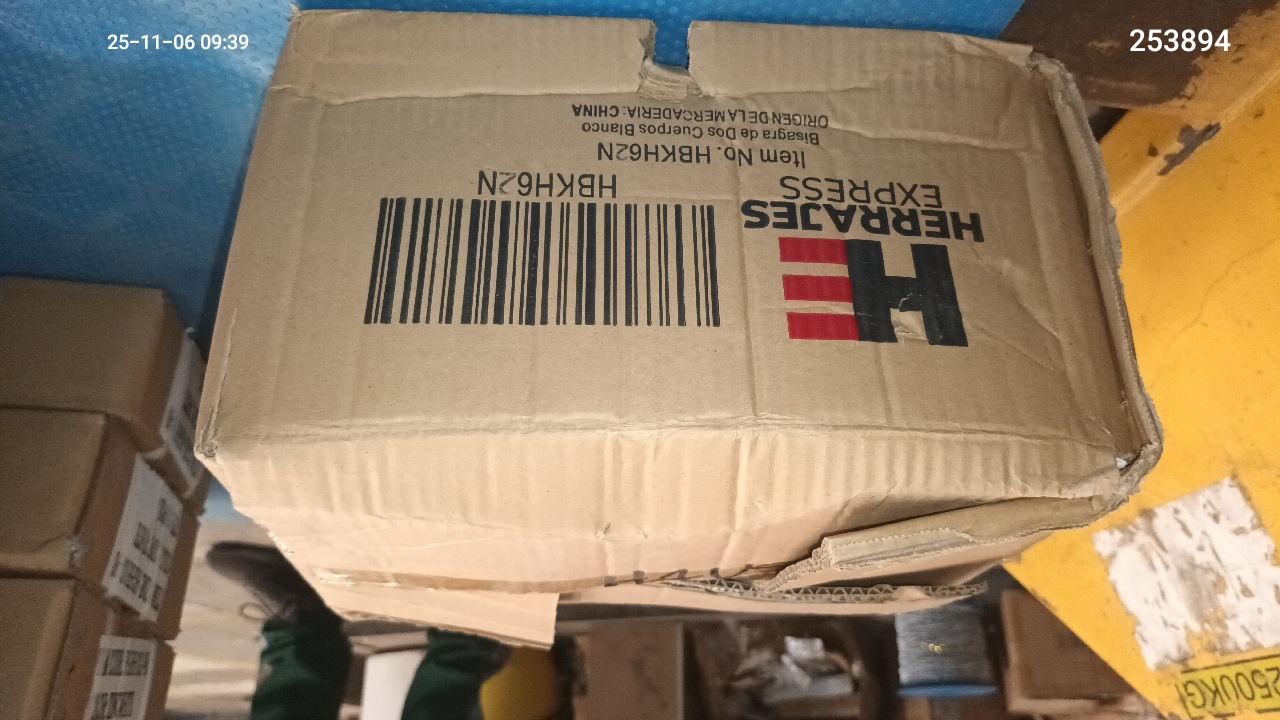 25-11-06 09:39
253894
HERRAJES
EXPRESS
Item No. HBKH62N
Bisagra de Dos Cuerpos Blanco
ORIGEN DE LA MERCADERIA: CHINA
HBKH62N
2500KG